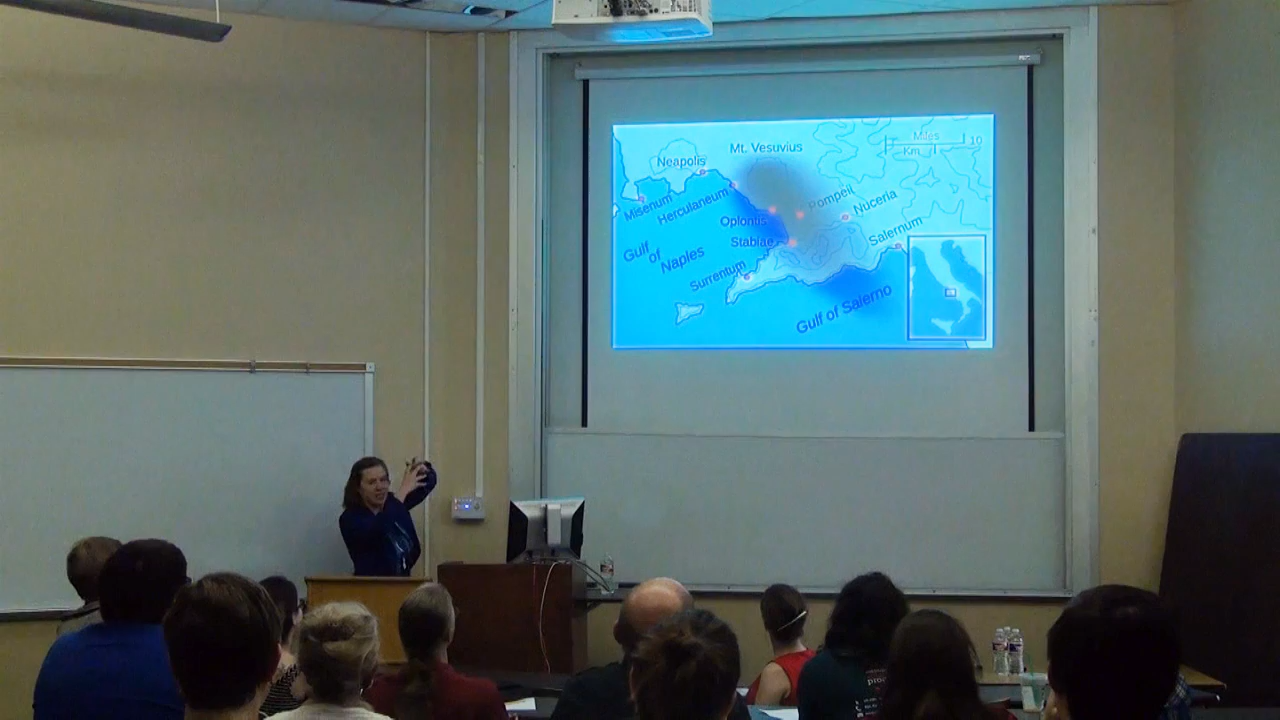 Miles
10
Km
Mt. Vesuvius
Neapolis
Misenum
Herculaneum
Pompeii
Nuceria
Oplontis
Salernum
Stabiae
Gulf
of
Naples
Surrentum
Gulf of Salerno